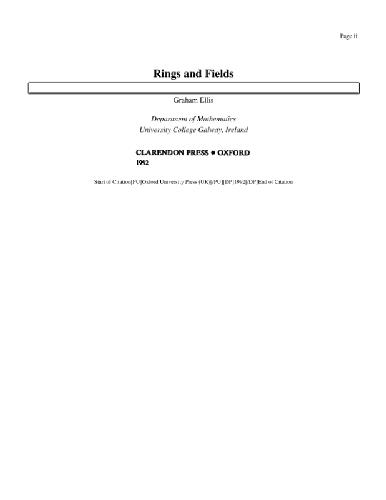 Page ii
Rings and Fields
Graham Ellis
Department of Mathematics
University College Galway, Ireland
CLARENDON PRESS • OXFORD
1992
Start of Citation[PU]Oxford University Press (UK)[/PU][DP]1992[/DP]End of Citation